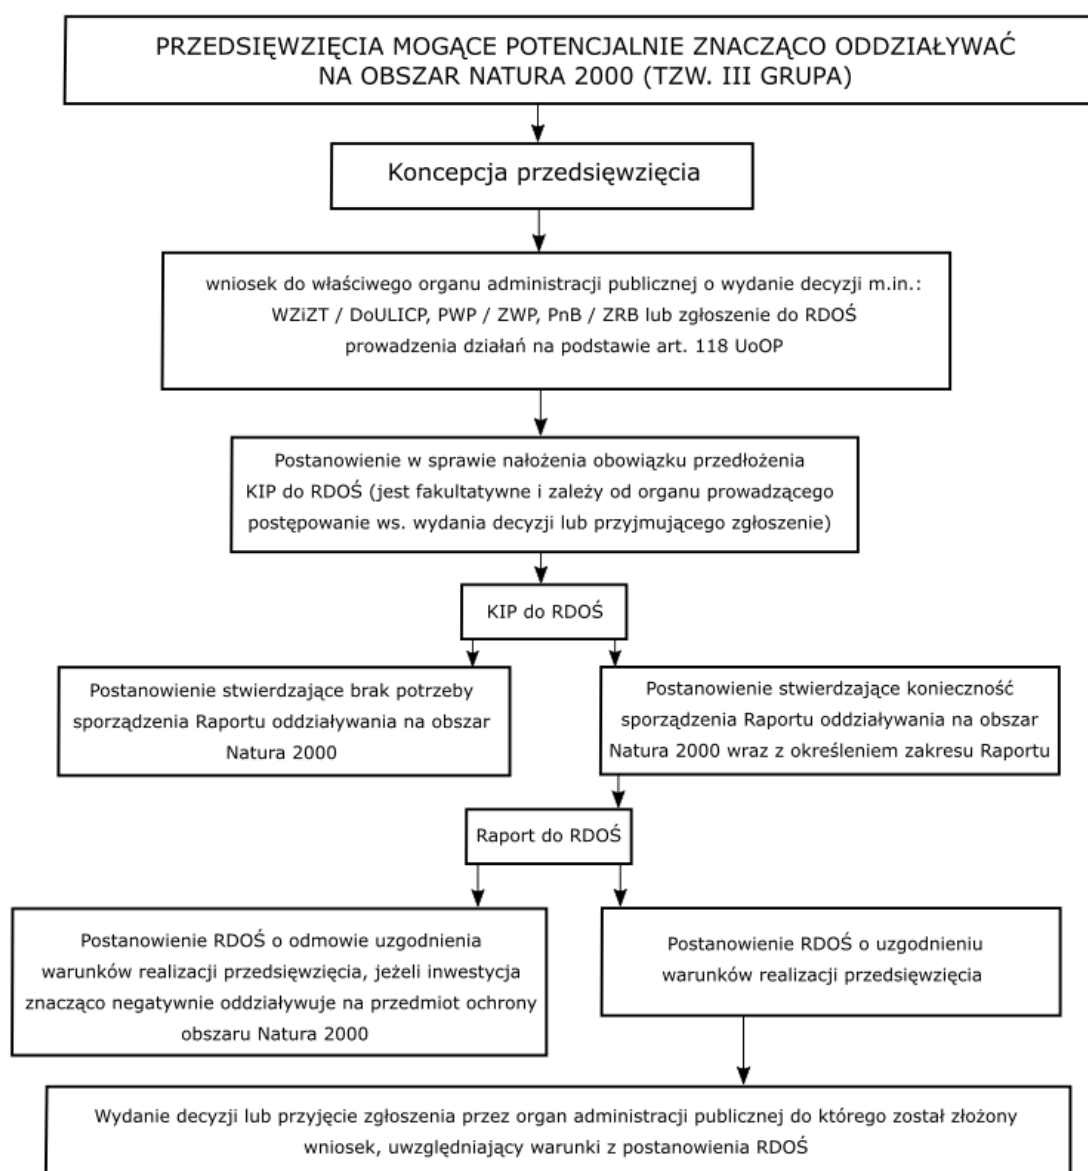 PRZEDSIĘWZIĘCIA MOGĄCE POTENCJALNIE ZNACZĄCO ODDZIAŁYWAĆ
NA OBSZAR NATURA 2000 (TZW. III GRUPA)
Koncepcja przedsięwzięcia
wniosek do właściwego organu administracji publicznej o wydanie decyzji m.in.:
WZiZT / DoULICP, PWP / ZWP, PnB / ZRB lub zgłoszenie do RDOŚ
prowadzenia działań na podstawie art. 118 UoOP
Postanowienie w sprawie nałożenia obowiązku przedłożenia
KIP do RDOŚ (jest fakultatywne i zależy od organu prowadzącego
postępowanie ws. wydania decyzji lub przyjmującego zgłoszenie)
KIP do RDOŚ
Postanowienie stwierdzające brak potrzeby
sporządzenia Raportu oddziaływania na obszar
Natura 2000
Postanowienie stwierdzające konieczność
sporządzenia Raportu oddziaływania na obszar
Natura 2000 wraz z określeniem zakresu Raportu
Raport do RDOŚ
Postanowienie RDOŚ o odmowie uzgodnienia
warunków realizacji przedsięwzięcia, jeżeli inwestycja
znacząco negatywnie oddziaływuje na przedmiot ochrony
obszaru Natura 2000
Postanowienie RDOŚ o uzgodnieniu
warunków realizacji przedsięwzięcia
Wydanie decyzji lub przyjęcie zgłoszenia przez organ administracji publicznej do którego został złożony
wniosek, uwzględniający warunki z postanowienia RDOŚ